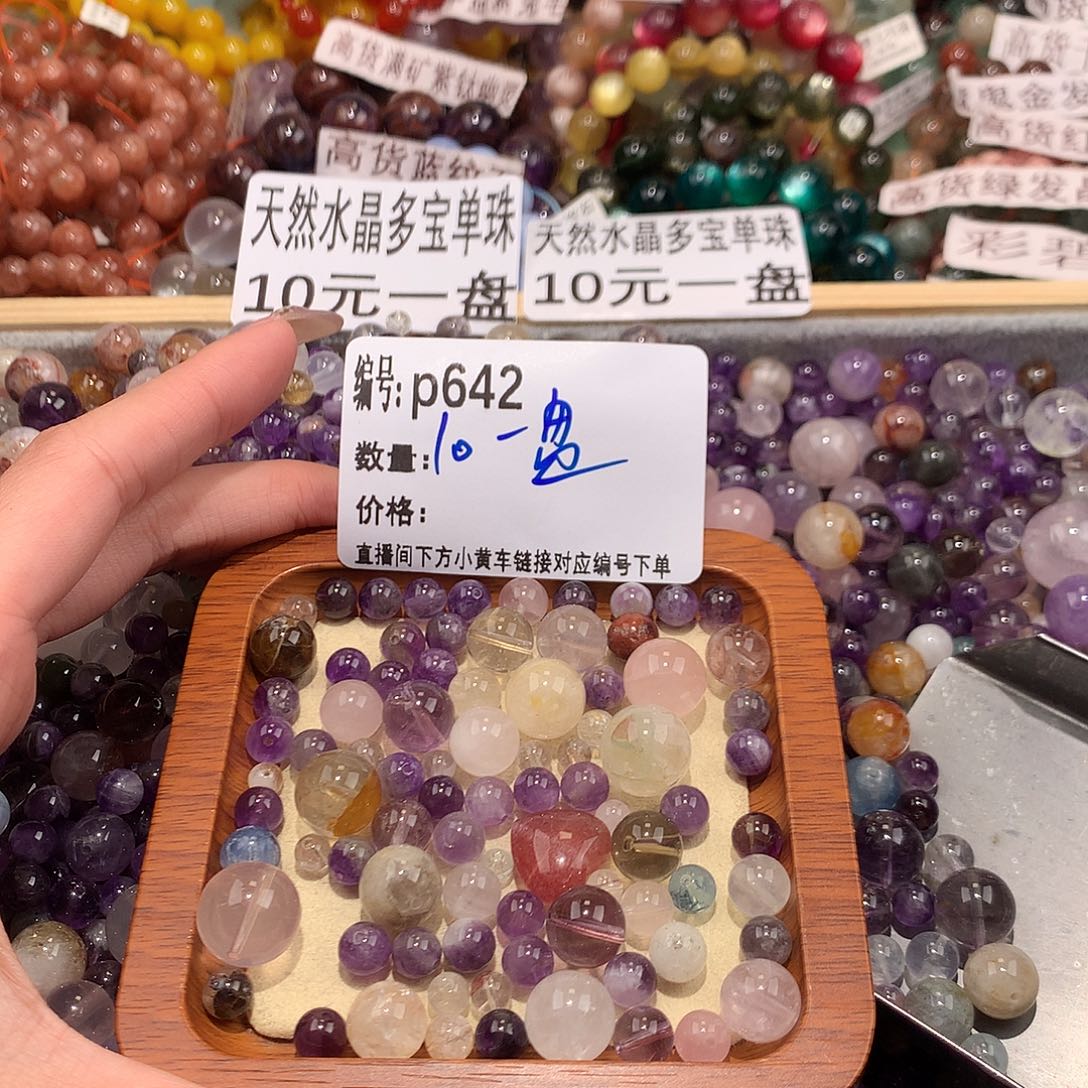 高货满矿紫钛幽灵
高货蓝纹
天然水晶多宝单珠
10元一盘
天然水晶多宝单珠
10元一盘
高货绿发
彩碧
编号: p642
数量: 10一盘
价格:
直播间下方小黄车链接对应编号下单